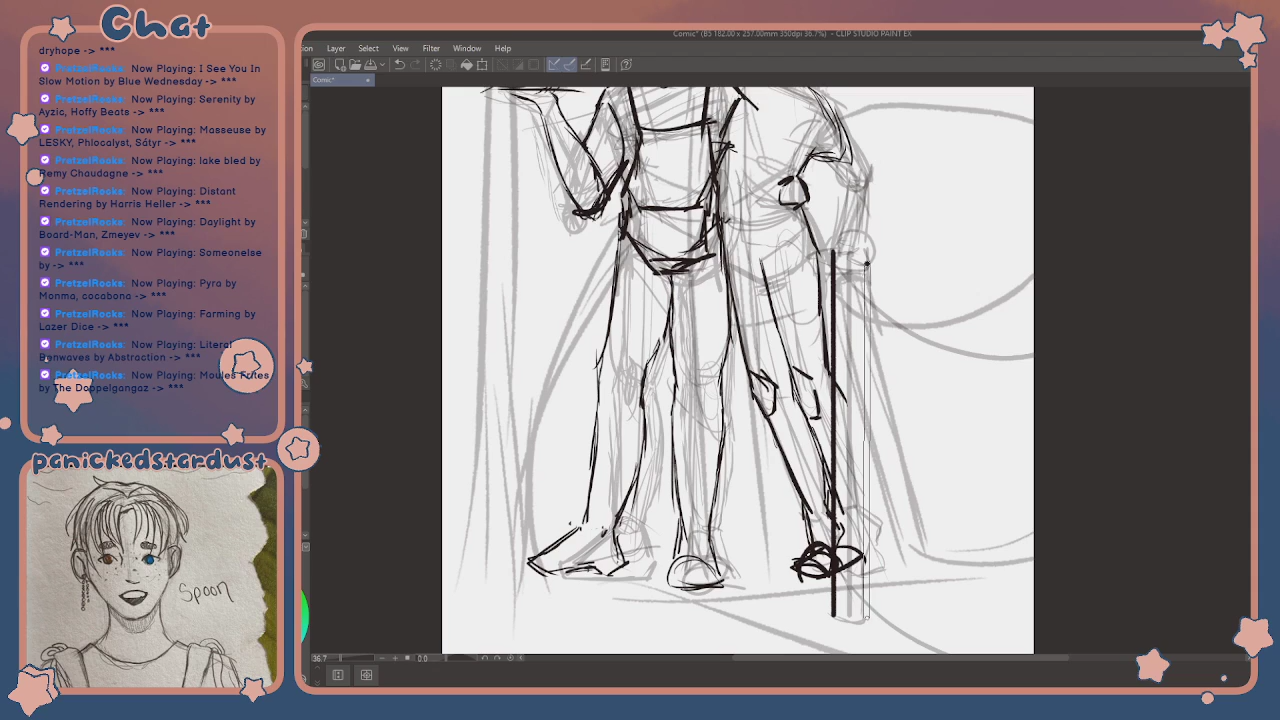 Chat
dryhope -> ***
PretzelRocks: Now Playing: I See You In
Slow Motion by Blue Wednesday -> ***
PretzelRocks: Now Playing: Serenity by
Ayzic, Hoffy Beats -> ***
PretzelRocks: Now Playing: Masseuse by
LESKY, Phlocalyst, Sátyr -> ***
PretzelRocks: Now Playing: lake bled by
Remy Chaudagne -> ***
PretzelRocks: Now Playing: Distant
Rendering by Harris Heller -> ***
PretzelRocks: Now Playing: Daylight by
Board-Man, Zmeyev -> ***
PretzelRocks: Now Playing: Someonelse
by -> ***
PretzelRocks: Now Playing: Pyro by
Monma, cocabona -> ***
PretzelRocks: Now Playing: Farming by
Lazer Dice -> ***
PretzelRocks: Now Playing: Literal
Benwaves by Abstraction -> ***
PretzelRocks: Now Playing: Moules Frites
by The Doppelgangaz -> ***
panickedstardust
Spoon
Comic* (B5 182.00 x 257.00mm 350dpi 36.7%) - CLIP STUDIO PAINT EX
tion Layer Select View Filter Window Help
Comic*
36.7
0.0